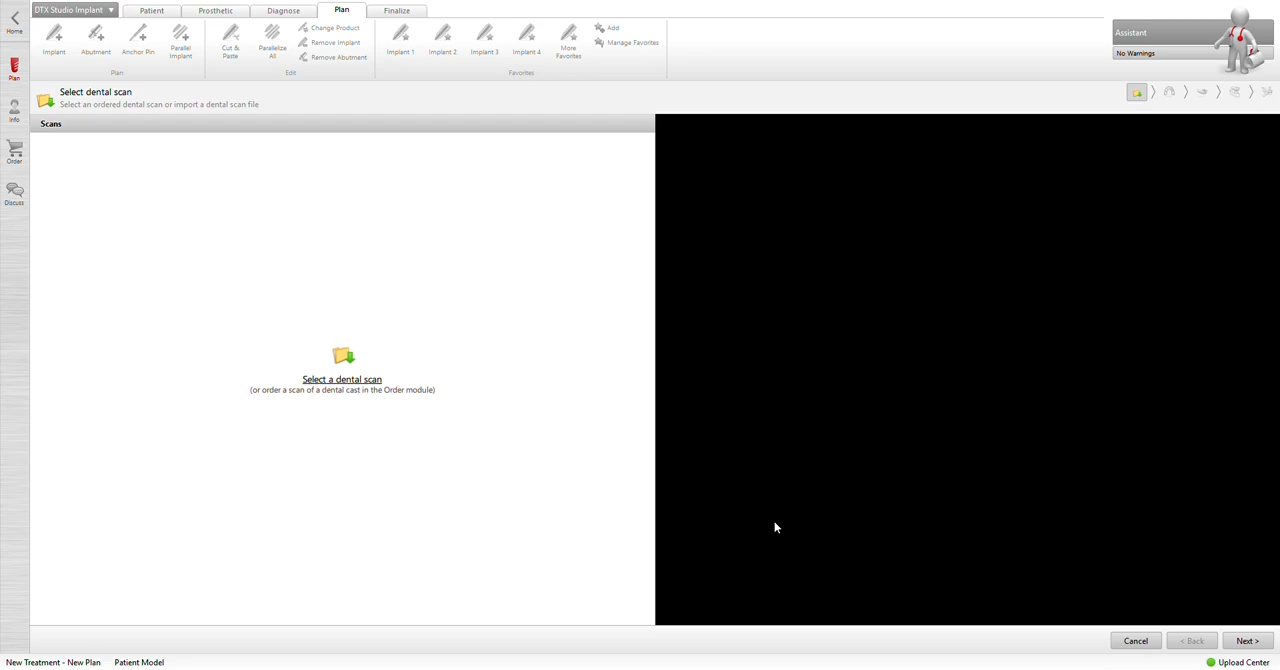 Home
Plan
Info
Order
Discuss
DTX Studio Implant
Patient
Prosthetic
Diagnose
Plan
Finalize
Implant
Abutment
Anchor Pin
Parallel
Implant
Plan
Cut &
Paste
Parallelize
All
Change Product
Remove Implant
Remove Abutment
Edit
Implant 1
Implant 2
Implant 3
Implant 4
More
Favorites
Add
Manage Favorites
Favorites
Assistant
No Warnings
Select dental scan
Select an ordered dental scan or import a dental scan file
Scans
Select a dental scan
(or order a scan of a dental cast in the Order module)
Cancel
< Back
Next >
New Treatment - New Plan
Patient Model
Upload Center